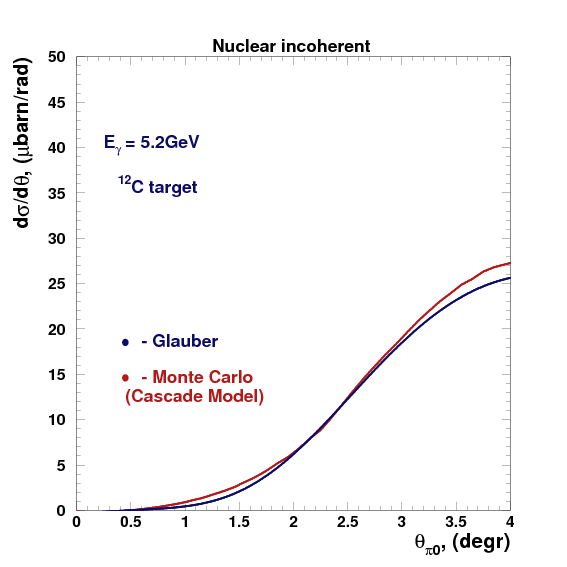 Nuclear incoherent
dσ/dθ, (μbarn/rad)
50
45
40
35
30
25
20
15
10
5
0
Eγ = 5.2GeV
¹²C target
• - Glauber
• - Monte Carlo
(Cascade Model)
0 0.5 1 1.5 2 2.5 3 3.5 4
θπ0, (degr)